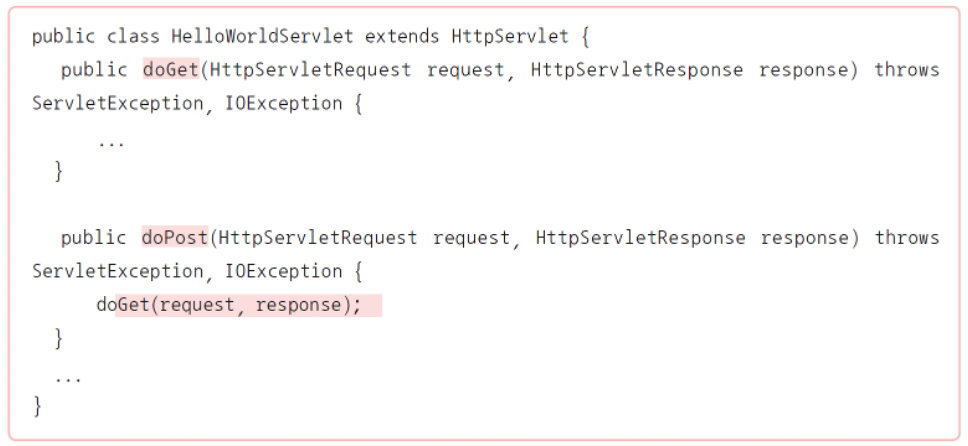 public class HelloWorldServlet extends HttpServlet {
public doGet(HttpServletRequest request, HttpServletResponse response) throws
ServletException, IOException {
...
}
public doPost(HttpServletRequest request, HttpServletResponse response) throws
ServletException, IOException {
doGet(request, response);
}
...
}